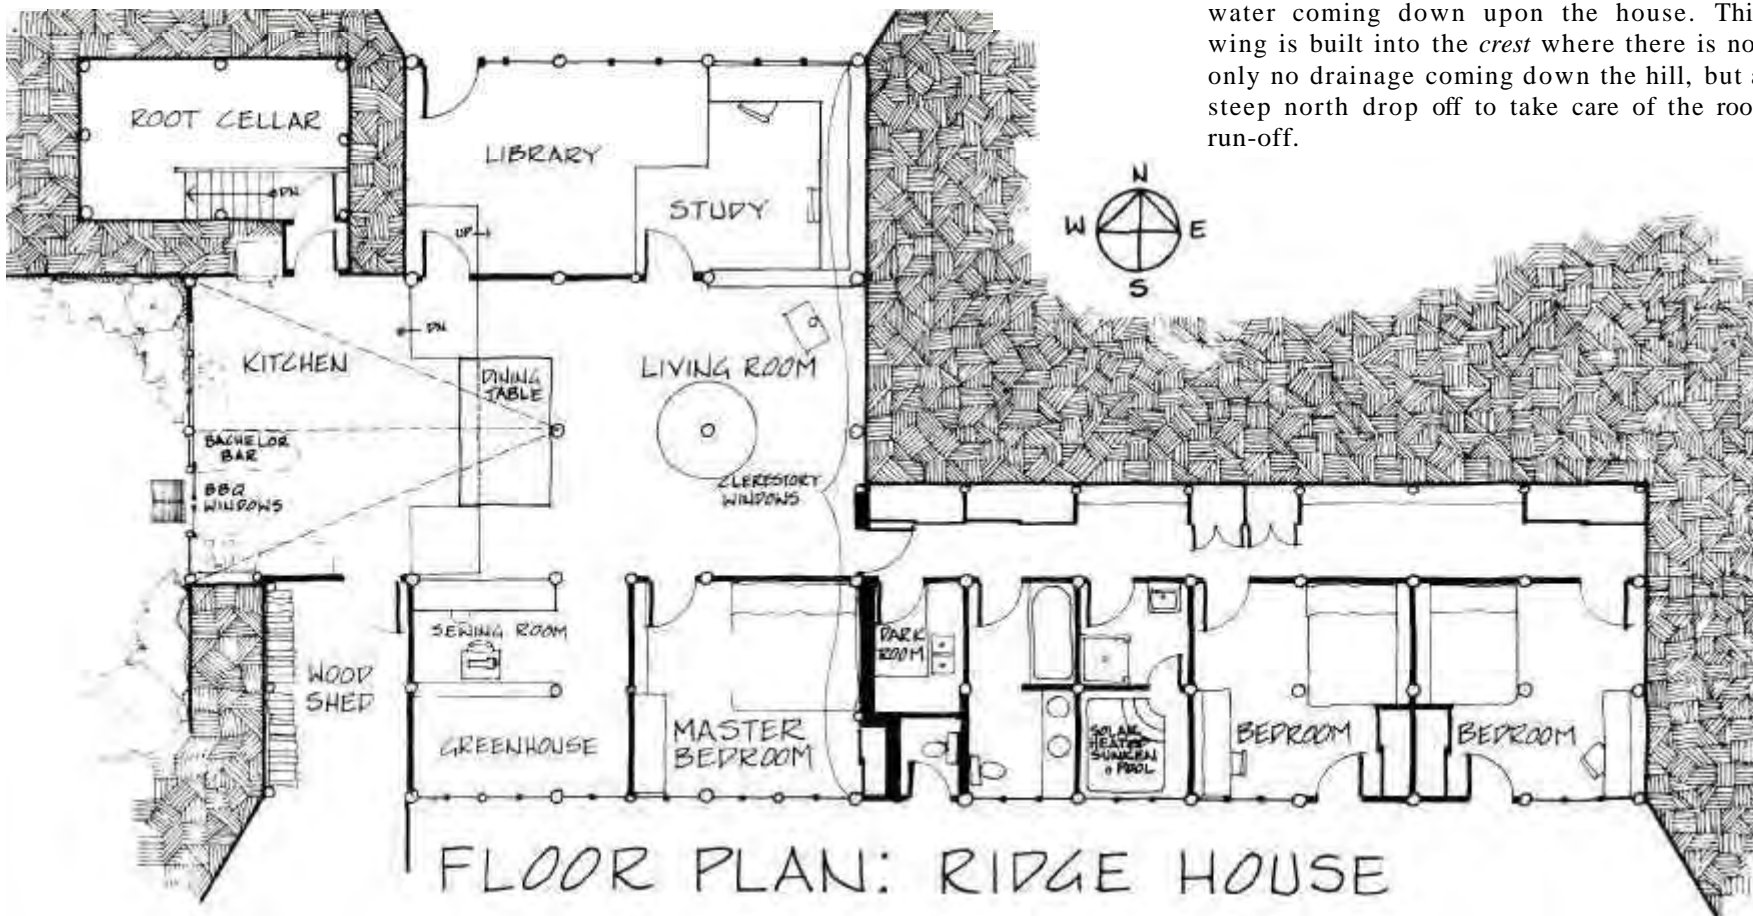 water coming down upon the house. Thi
wing is built into the crest where there is no
only no drainage coming down the hill, but a
steep north drop off to take care of the roo
run-off.
ROOT CELLAR
DN
LIBRARY
STUDY
UP
N
W E
S
DN
KITCHEN
DINING
TABLE
LIVING ROOM
BACHELOR
BAR
BBQ
WINDOWS
CLERESTORY
WINDOWS
SEWING ROOM
DARK
ROOM
WOOD
SHED
GREENHOUSE
MASTER
BEDROOM
SOLAR
HEATED
SUNKEN
POOL
BEDROOM
BEDROOM
FLOOR PLAN: RIDGE HOUSE